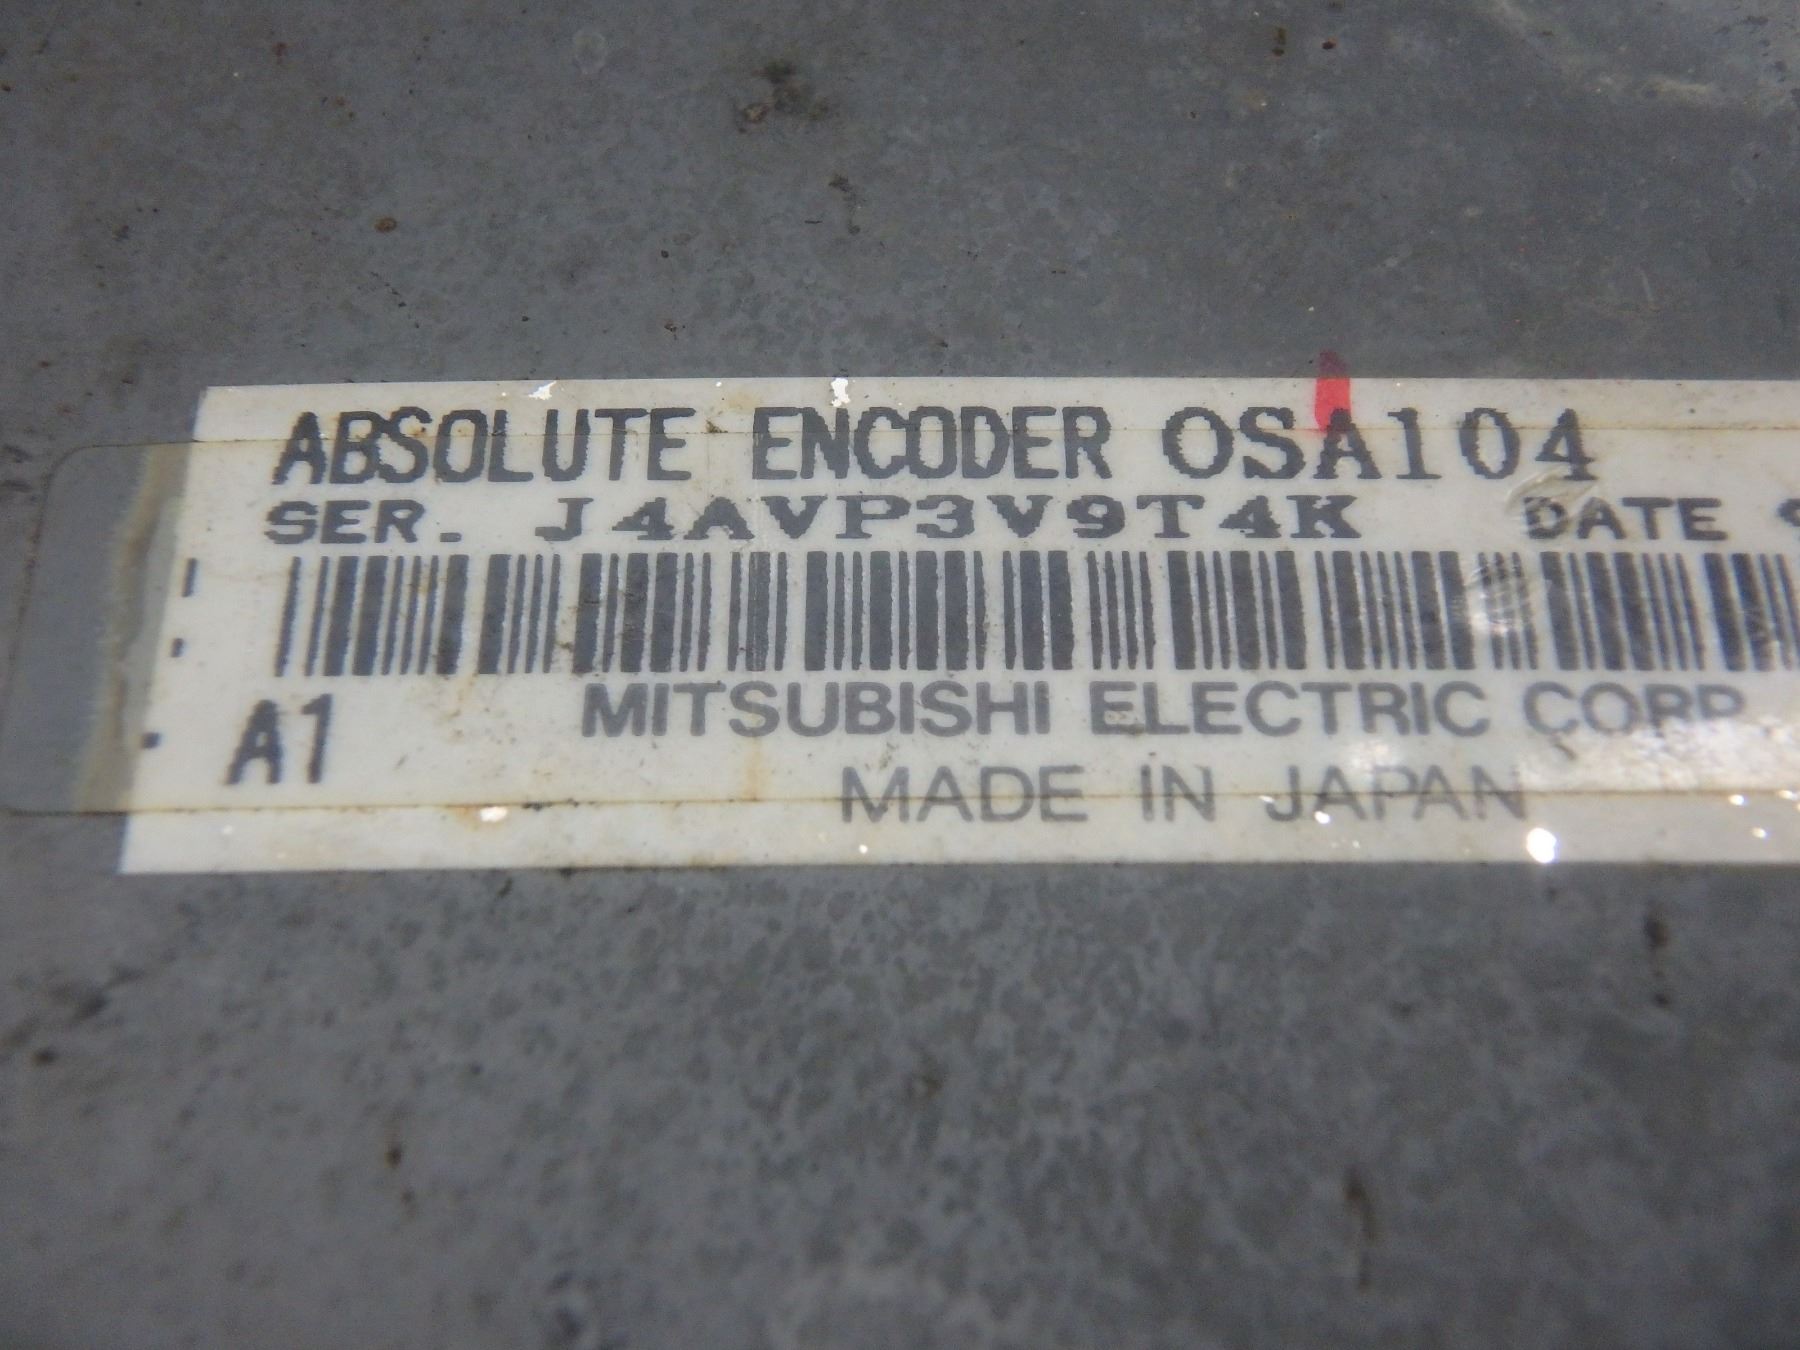 ABSOLUTE ENCODER OSA104
SER. J4AVP3V9T4K DATE
A1
MITSUBISHI ELECTRIC CORP
MADE IN JAPAN